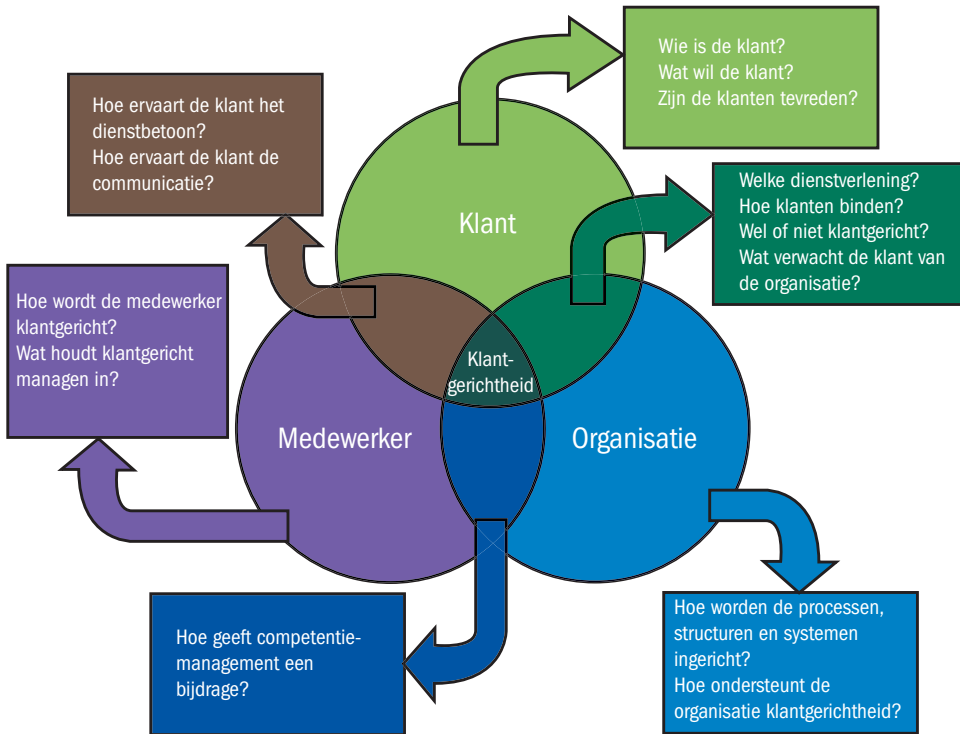 Wie is de klant?
Wat wil de klant?
Zijn de klanten tevreden?
Hoe ervaart de klant het
dienstbetoon?
Hoe ervaart de klant de
communicatie?
Welke dienstverlening?
Hoe klanten binden?
Wel of niet klantgericht?
Wat verwacht de klant van
de organisatie?
Klant
Hoe wordt de medewerker
klantgericht?
Wat houdt klantgericht
managen in?
Klant-
gerichtheid
Medewerker
Organisatie
Hoe geeft competentie-
management een
bijdrage?
Hoe worden de processen,
structuren en systemen
ingericht?
Hoe ondersteunt de
organisatie klantgerichtheid?